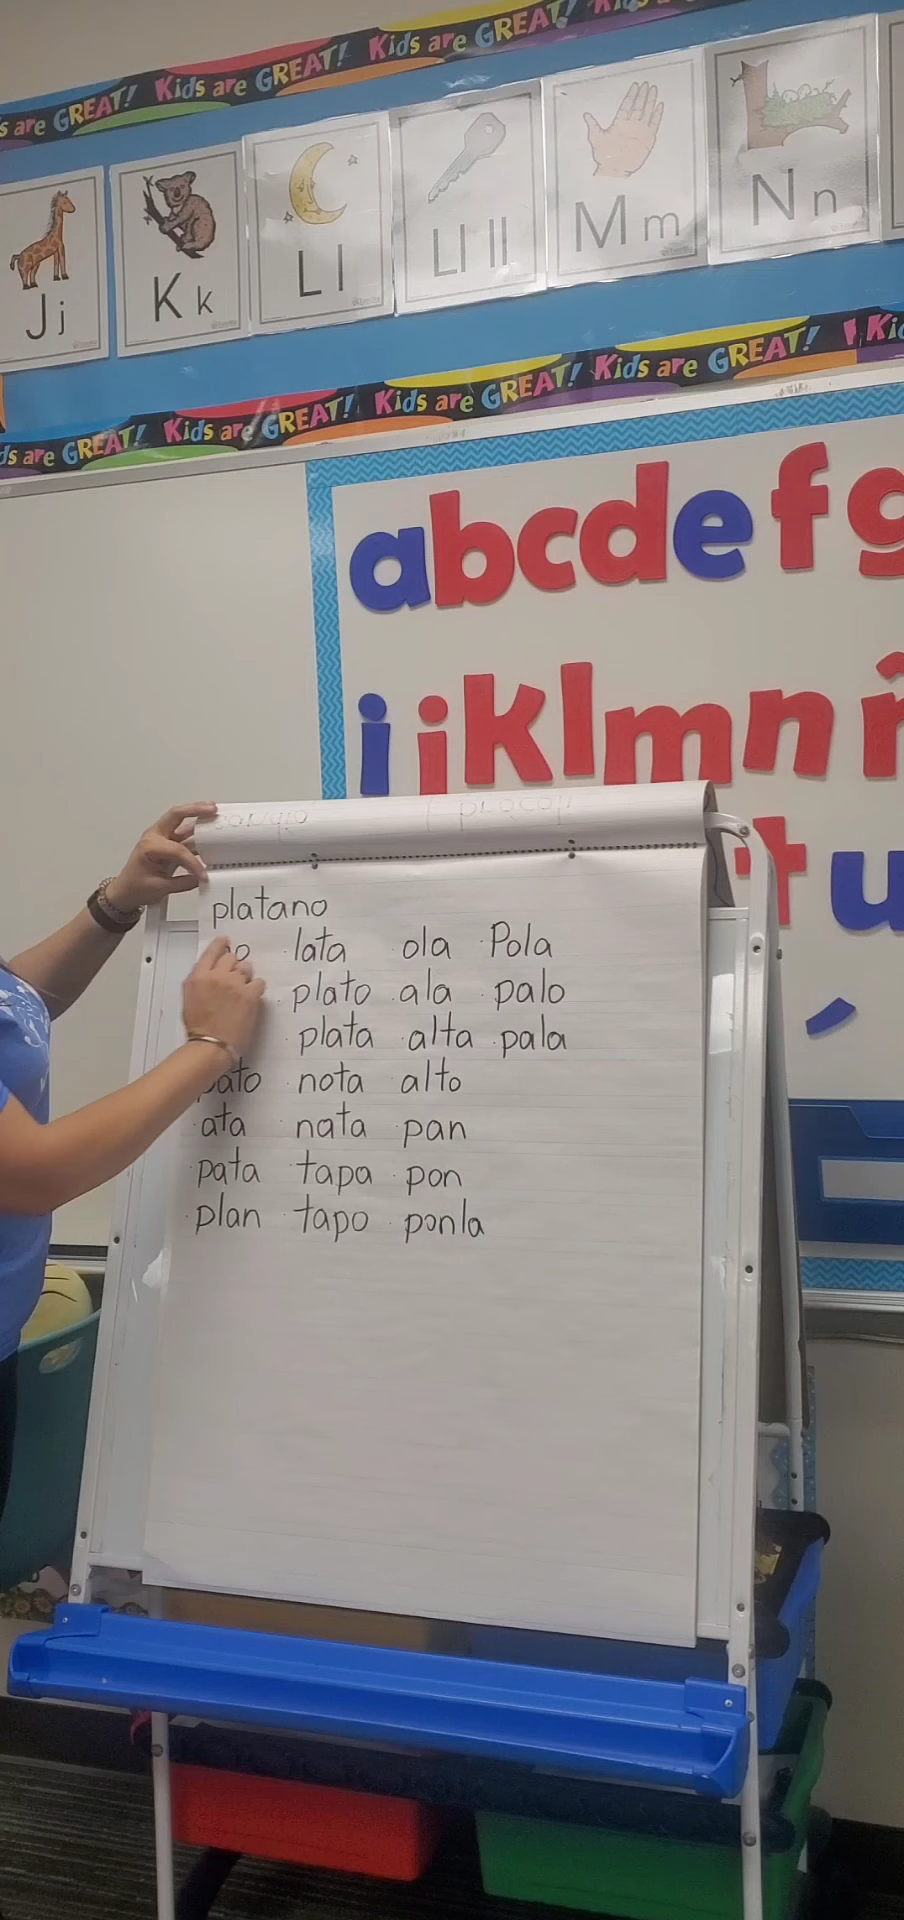 Kids are GREAT! Kids are GREAT! Kids are GREAT! Kids are GREAT!
Jj Kk Ll Ll ll Mm Nn
Kids are GREAT! Kids are GREAT! Kids are GREAT! Kids are GREAT!
abcdefg
ijklmnñ
t u
platano
lata ola Pola
plato ala palo
plata alta pala
pato nota alto
ata nata pan
pata tapa pon
plan tapo ponla